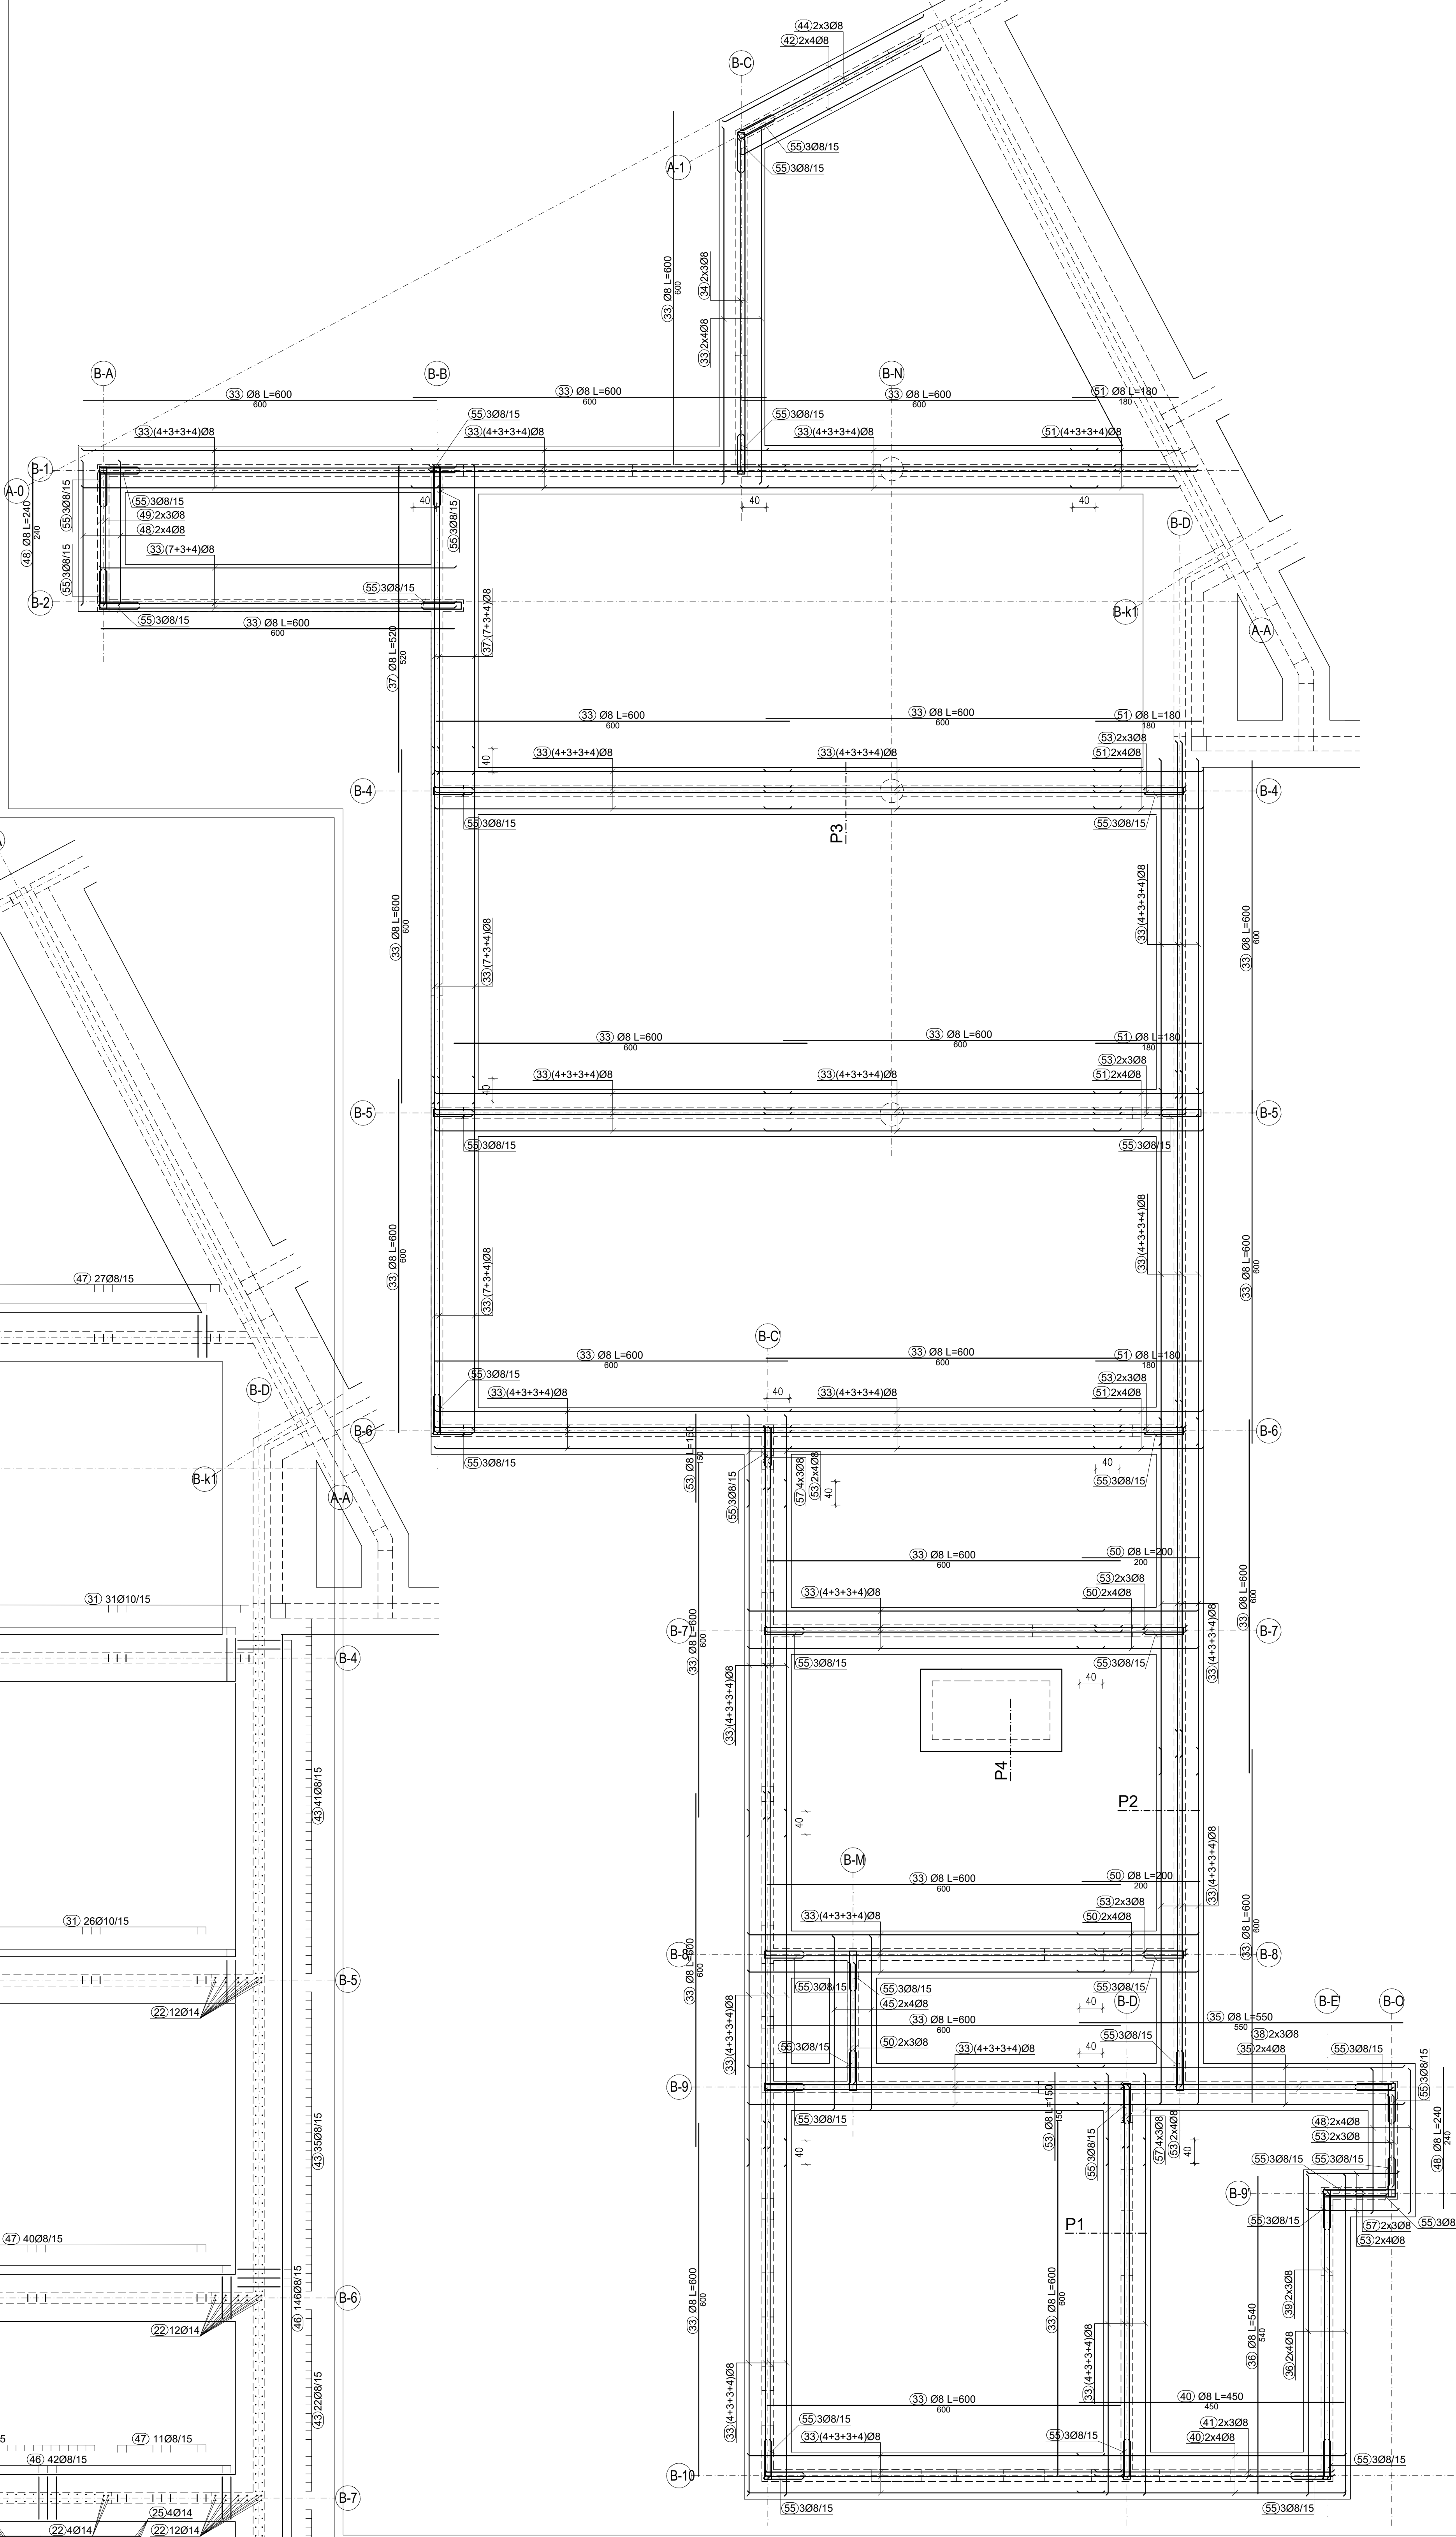 44 2x3Ø8
42 2x4Ø8
B-C
A-1
55 3Ø8/15
55 3Ø8/15
33 Ø8 L=600
600
34 2x3Ø8
33 2x4Ø8
B-A
B-B
B-N
33 Ø8 L=600
600
33 Ø8 L=600
600
33 Ø8 L=600
600
51 Ø8 L=180
180
55 3Ø8/15
55 3Ø8/15
33 (4+3+3+4)Ø8
33 (4+3+3+4)Ø8
33 (4+3+3+4)Ø8
51 (4+3+3+4)Ø8
B-1
A-0
55 3Ø8/15
55 3Ø8/15
49 2x3Ø8
48 2x4Ø8
48 Ø8 L=240
240
40
40
40
55 3Ø8/15
B-D
33 (7+3+4)Ø8
55 3Ø8/15
55 3Ø8/15
B-2
55 3Ø8/15
33 Ø8 L=600
600
B-k1
A-A
37 Ø8 L=520
520
37 (7+3+4)Ø8
33 Ø8 L=600
600
33 Ø8 L=600
600
51 Ø8 L=180
180
53 2x3Ø8
33 (4+3+3+4)Ø8
33 (4+3+3+4)Ø8
51 2x4Ø8
40
B-4
B-4
55 3Ø8/15
P3
55 3Ø8/15
33 (4+3+3+4)Ø8
33 Ø8 L=600
600
33 (7+3+4)Ø8
33 Ø8 L=600
600
33 Ø8 L=600
600
33 Ø8 L=600
600
51 Ø8 L=180
180
53 2x3Ø8
33 (4+3+3+4)Ø8
33 (4+3+3+4)Ø8
51 2x4Ø8
40
B-5
B-5
55 3Ø8/15
55 3Ø8/15
33 Ø8 L=600
600
33 (7+3+4)Ø8
33 (4+3+3+4)Ø8
33 Ø8 L=600
600
47 27Ø8/15
B-C'
33 Ø8 L=600
600
33 Ø8 L=600
600
51 Ø8 L=180
180
55 3Ø8/15
53 2x3Ø8
33 (4+3+3+4)Ø8
40
33 (4+3+3+4)Ø8
51 2x4Ø8
B-D
B-6
B-6
B-k1
A-A
55 3Ø8/15
53 Ø8 L=150
150
55 3Ø8/15
57 4x3Ø8
53 2x4Ø8
40
40
55 3Ø8/15
33 Ø8 L=600
600
50 Ø8 L=200
200
53 2x3Ø8
33 (4+3+3+4)Ø8
50 2x4Ø8
31 31Ø10/15
33 Ø8 L=600
600
33 Ø8 L=600
600
33 (4+3+3+4)Ø8
B-7
B-7
B-4
55 3Ø8/15
55 3Ø8/15
40
33 (4+3+3+4)Ø8
P4
P2
43 41Ø8/15
40
B-M
33 Ø8 L=600
600
50 Ø8 L=200
200
33 (4+3+3+4)Ø8
53 2x3Ø8
33 (4+3+3+4)Ø8
50 2x4Ø8
31 26Ø10/15
33 Ø8 L=600
600
33 Ø8 L=600
600
B-8
B-8
B-5
22 12Ø14
55 3Ø8/15
55 3Ø8/15
55 3Ø8/15
45 2x4Ø8
40
B-D
B-E'
B-O
33 Ø8 L=600
600
35 Ø8 L=550
550
33 (4+3+3+4)Ø8
55 3Ø8/15
50 2x3Ø8
33 (4+3+3+4)Ø8
40
55 3Ø8/15
38 2x3Ø8
35 2x4Ø8
55 3Ø8/15
55 3Ø8/15
B-9
55 3Ø8/15
53 Ø8 L=150
150
43 35Ø8/15
40
55 3Ø8/15
57 4x3Ø8
53 2x4Ø8
40
48 2x4Ø8
53 2x3Ø8
48 Ø8 L=240
240
55 3Ø8/15
55 3Ø8/15
B-9'
P1
55 3Ø8/15
57 2x3Ø8
53 2x4Ø8
55 3Ø8
47 40Ø8/15
46 146Ø8/15
B-6
22 12Ø14
33 Ø8 L=600
600
33 Ø8 L=600
600
39 2x3Ø8
36 Ø8 L=540
540
36 2x4Ø8
33 (4+3+3+4)Ø8
33 (4+3+3+4)Ø8
43 22Ø8/15
33 Ø8 L=600
600
40 Ø8 L=450
450
55 3Ø8/15
41 2x3Ø8
33 (4+3+3+4)Ø8
55 3Ø8/15
40 2x4Ø8
55 3Ø8/15
B-10
55 3Ø8/15
55 3Ø8/15
5
47 11Ø8/15
46 42Ø8/15
B-7
25 4Ø14
22 4Ø14
22 12Ø14